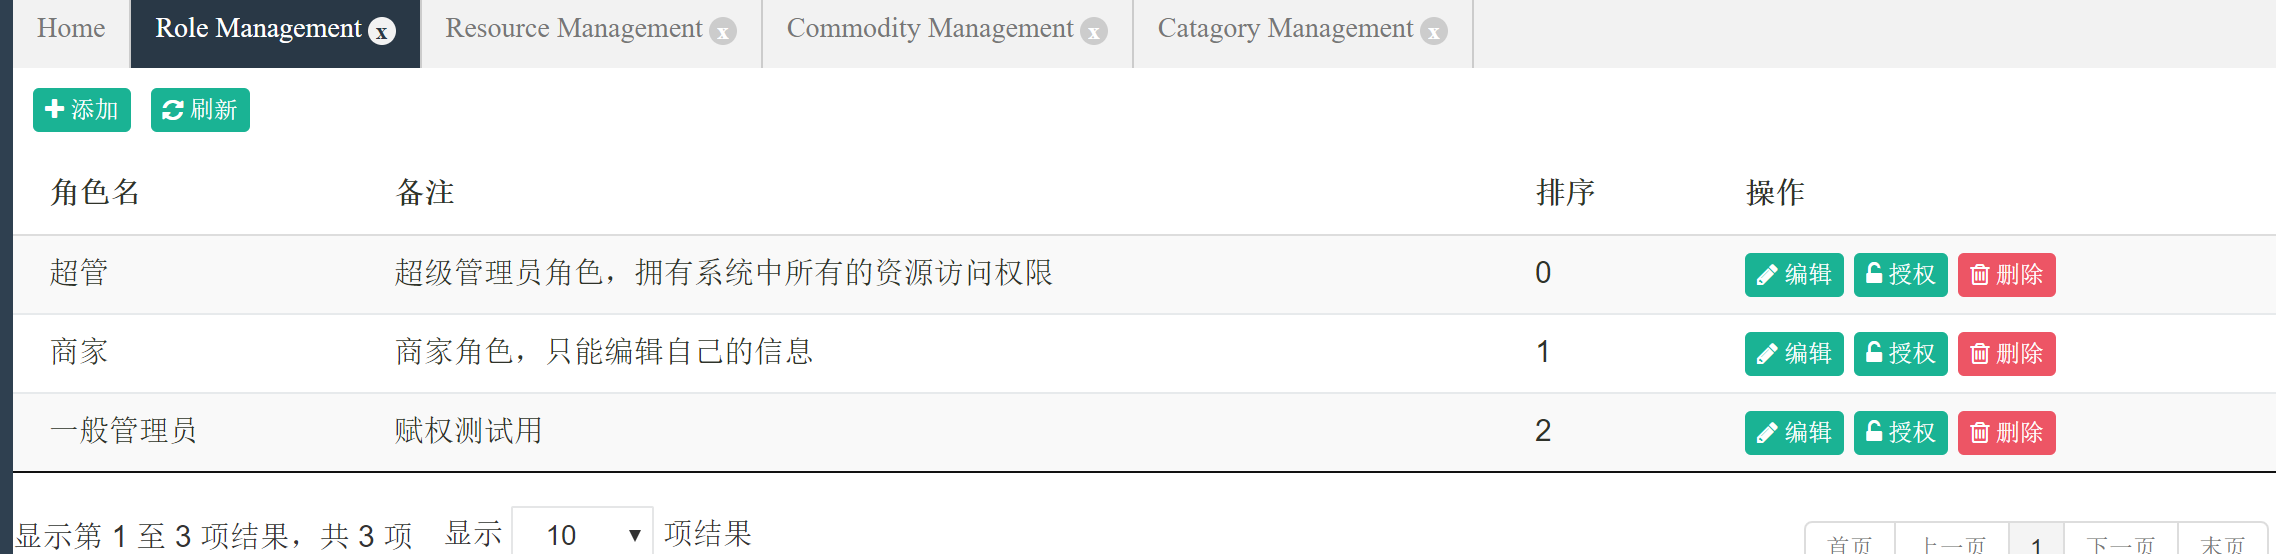 Home Role Management x Resource Management x Commodity Management x Catagory Management x
添加 刷新
角色名 备注 排序 操作
超管 超级管理员角色，拥有系统中所有的资源访问权限 0 编辑 授权 删除
商家 商家角色，只能编辑自己的信息 1 编辑 授权 删除
一般管理员 赋权测试用 2 编辑 授权 删除
显示第 1 至 3 项结果，共 3 项 显示 10 项结果 首页 上一页 1 下一页 末页